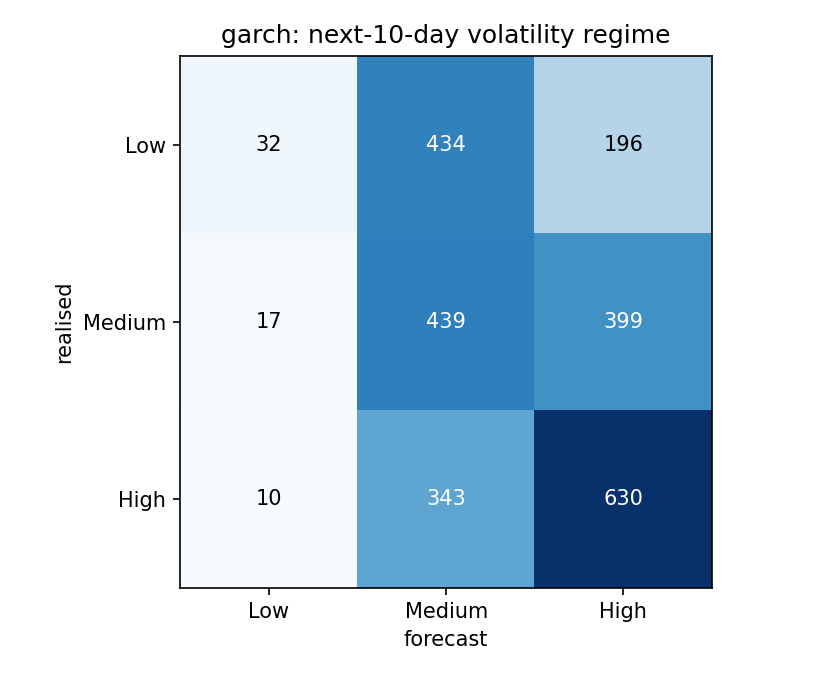 garch: next-10-day volatility regime
Low 32 434 196
realised
Medium 17 439 399
High 10 343 630
Low Medium High
forecast